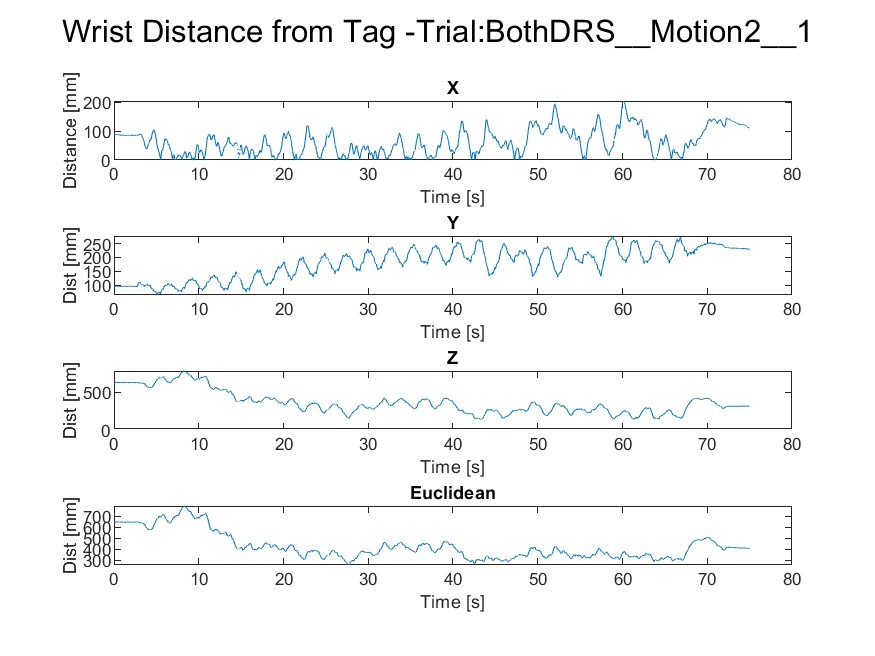 Wrist Distance from Tag -Trial:BothDRS__Motion2__1
X
Distance [mm]
200
100
0
0 10 20 30 40 50 60 70 80
Time [s]
Y
Dist [mm]
250
200
150
100
0 10 20 30 40 50 60 70 80
Time [s]
Z
Dist [mm]
500
0
0 10 20 30 40 50 60 70 80
Time [s]
Euclidean
Dist [mm]
700
600
500
400
300
0 10 20 30 40 50 60 70 80
Time [s]